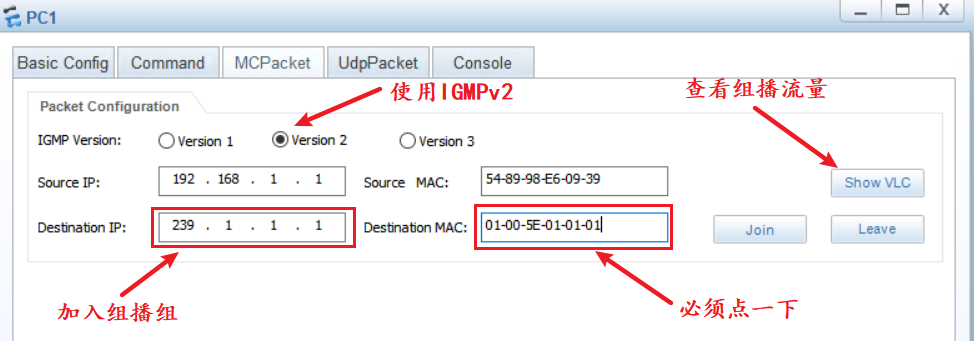 PC1
Basic Config Command MCPacket UdpPacket Console
使用IGMPv2
查看组播流量
Packet Configuration
IGMP Version: Version 1 Version 2 Version 3
Source IP: 192 . 168 . 1 . 1 Source MAC: 54-89-98-E6-09-39 Show VLC
Destination IP: 239 . 1 . 1 . 1 Destination MAC: 01-00-5E-01-01-01 Join Leave
加入组播组
必须点一下